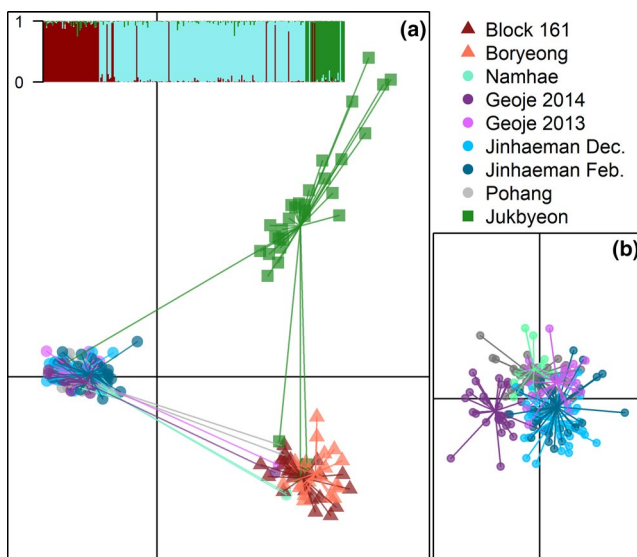 1
0
(a)
Block 161
Boryeong
Namhae
Geoje 2014
Geoje 2013
Jinhaeman Dec.
Jinhaeman Feb.
Pohang
Jukbyeon
(b)